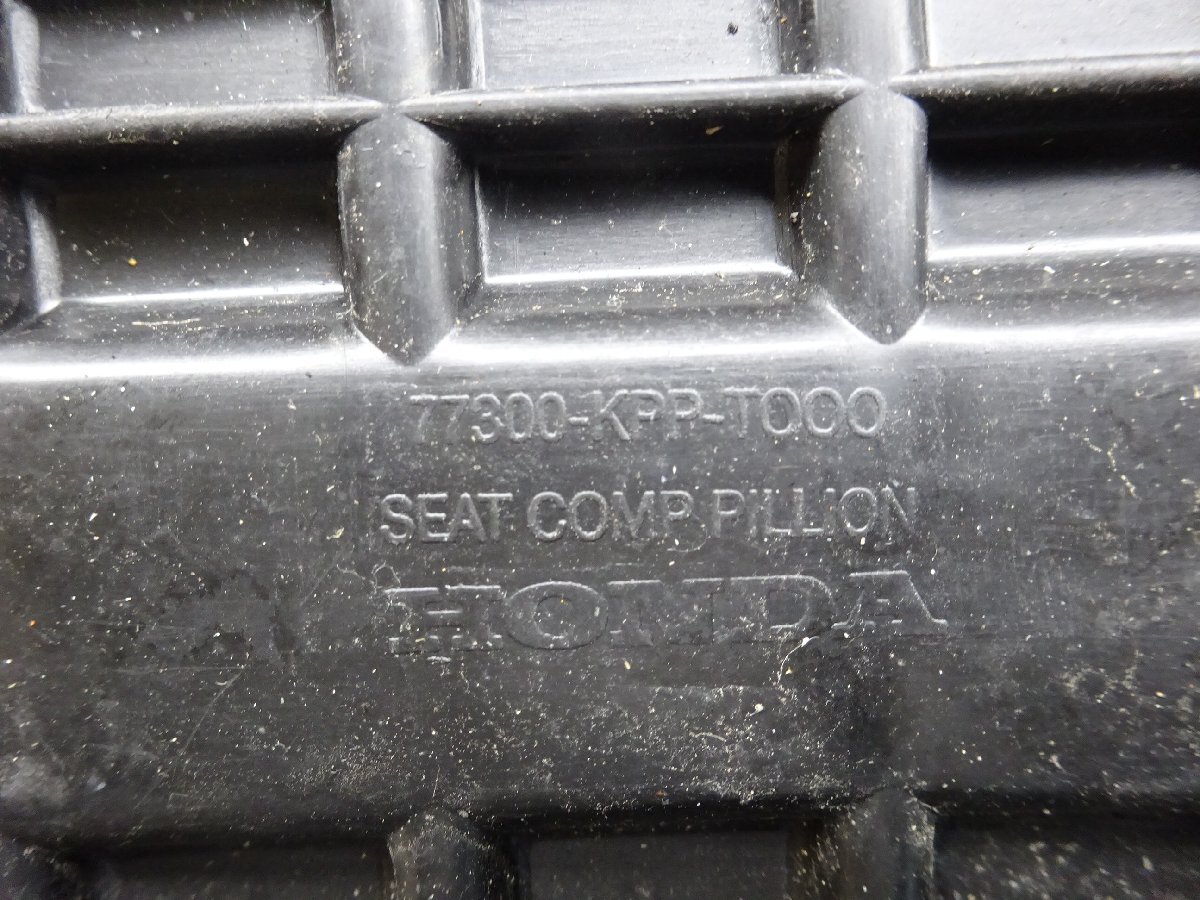 77300-KPP-T000
SEAT COMP. PILLION
HONDA